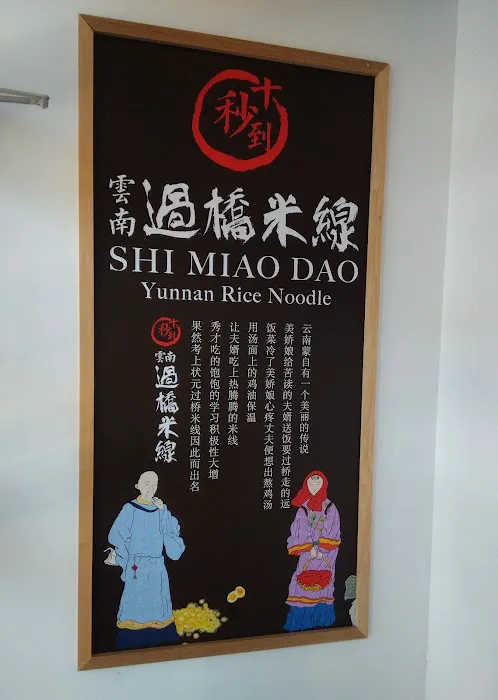 十秒到
雲南
過橋米線
SHI MIAO DAO
Yunnan Rice Noodle
云南蒙自有一个美丽的传说
美娇娘给苦读的夫婿送饭要过桥走的远
饭菜冷了美娇娘心疼丈夫便想出熬鸡汤
用汤面上的鸡油保温
让夫婿吃上热腾腾的米线
秀才吃的饱饱的学习积极性大增
果然考上状元过桥米线因此而出名
十秒到
雲南
過橋米線